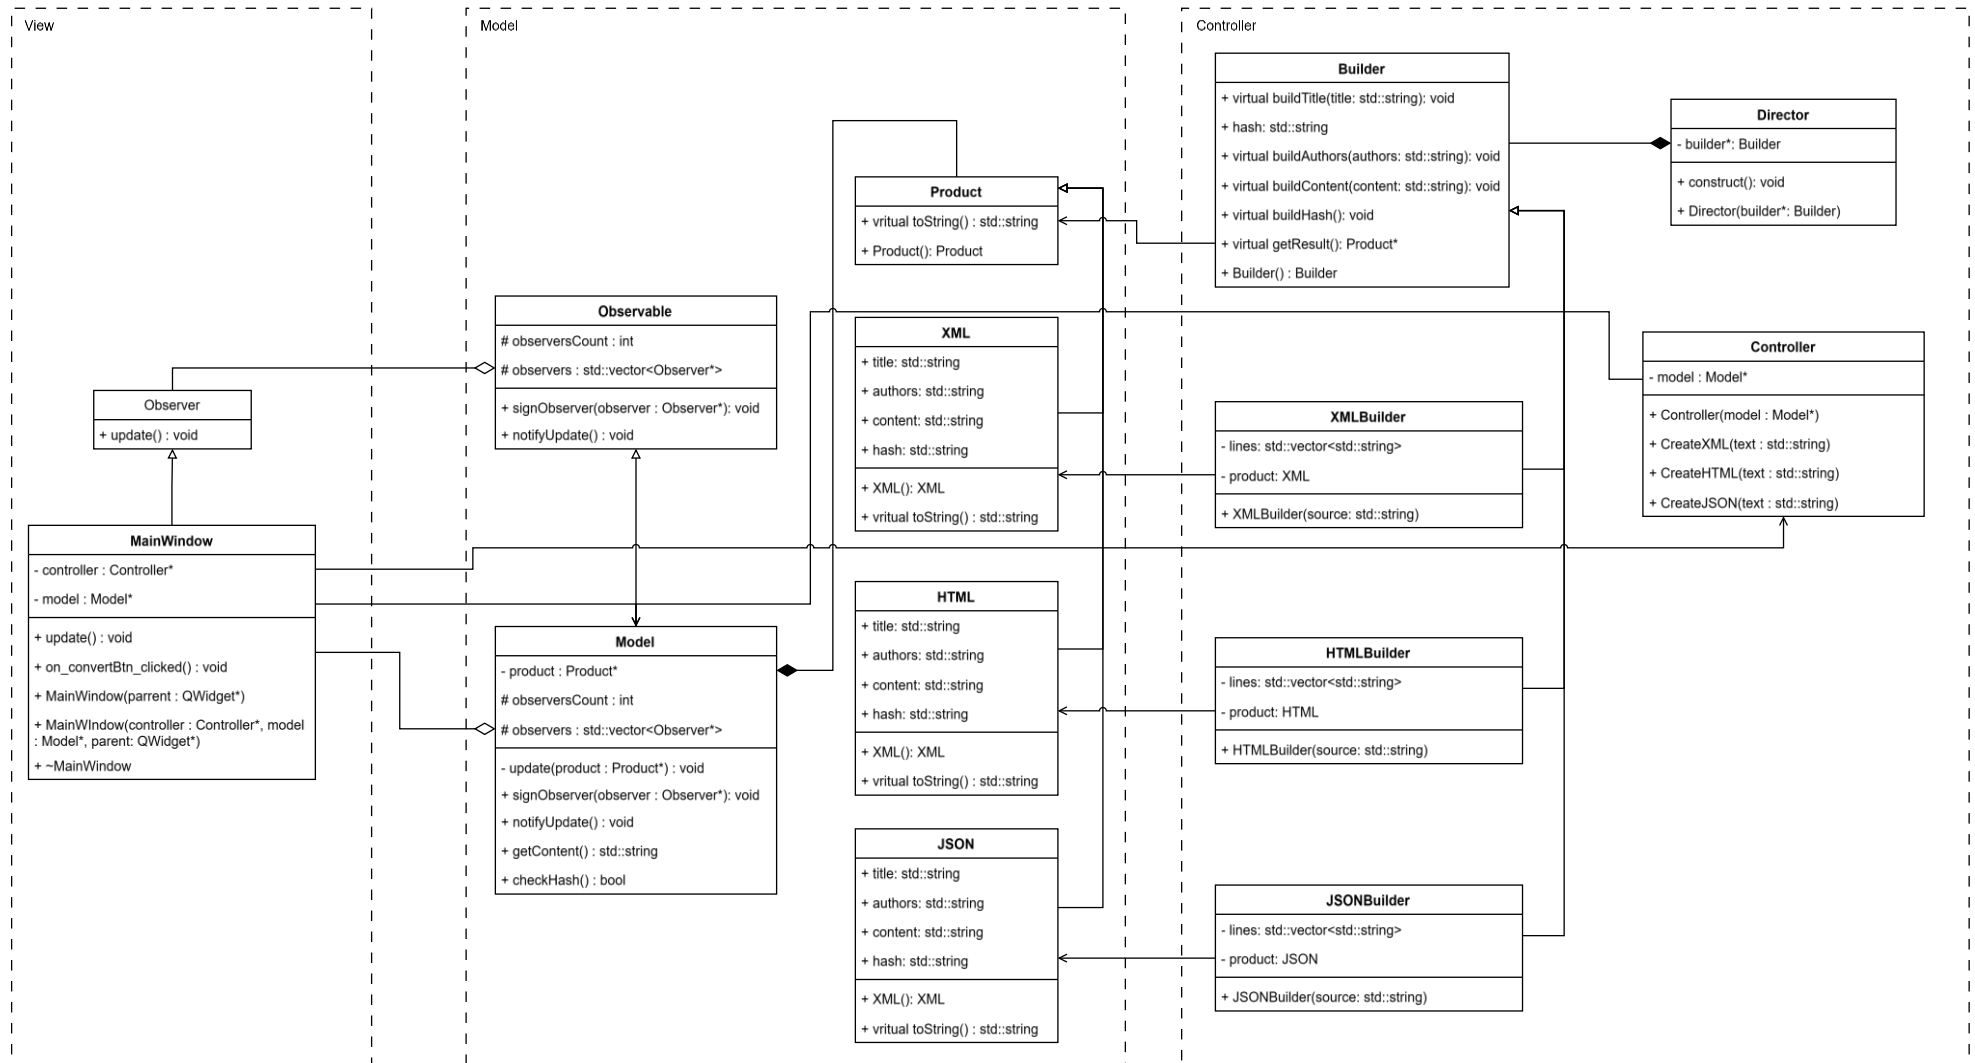 View
Observer
+ update() : void
MainWindow
- controller : Controller*
- model : Model*
+ update() : void
+ on_convertBtn_clicked() : void
+ MainWindow(parrent : QWidget*)
+ MainWIndow(controller : Controller*, model
: Model*, parent: QWidget*)
+ ~MainWindow
Model
Observable
# observersCount : int
# observers : std::vector<Observer*>
+ signObserver(observer : Observer*): void
+ notifyUpdate() : void
Model
- product : Product*
# observersCount : int
# observers : std::vector<Observer*>
- update(product : Product*) : void
+ signObserver(observer : Observer*): void
+ notifyUpdate() : void
+ getContent() : std::string
+ checkHash() : bool
Product
+ vritual toString() : std::string
+ Product(): Product
XML
+ title: std::string
+ authors: std::string
+ content: std::string
+ hash: std::string
+ XML(): XML
+ vritual toString() : std::string
HTML
+ title: std::string
+ authors: std::string
+ content: std::string
+ hash: std::string
+ XML(): XML
+ vritual toString() : std::string
JSON
+ title: std::string
+ authors: std::string
+ content: std::string
+ hash: std::string
+ XML(): XML
+ vritual toString() : std::string
Controller
Builder
+ virtual buildTitle(title: std::string): void
+ hash: std::string
+ virtual buildAuthors(authors: std::string): void
+ virtual buildContent(content: std::string): void
+ virtual buildHash(): void
+ virtual getResult(): Product*
+ Builder() : Builder
Director
- builder*: Builder
+ construct(): void
+ Director(builder*: Builder)
Controller
- model : Model*
+ Controller(model : Model*)
+ CreateXML(text : std::string)
+ CreateHTML(text : std::string)
+ CreateJSON(text : std::string)
XMLBuilder
- lines: std::vector<std::string>
- product: XML
+ XMLBuilder(source: std::string)
HTMLBuilder
- lines: std::vector<std::string>
- product: HTML
+ HTMLBuilder(source: std::string)
JSONBuilder
- lines: std::vector<std::string>
- product: JSON
+ JSONBuilder(source: std::string)